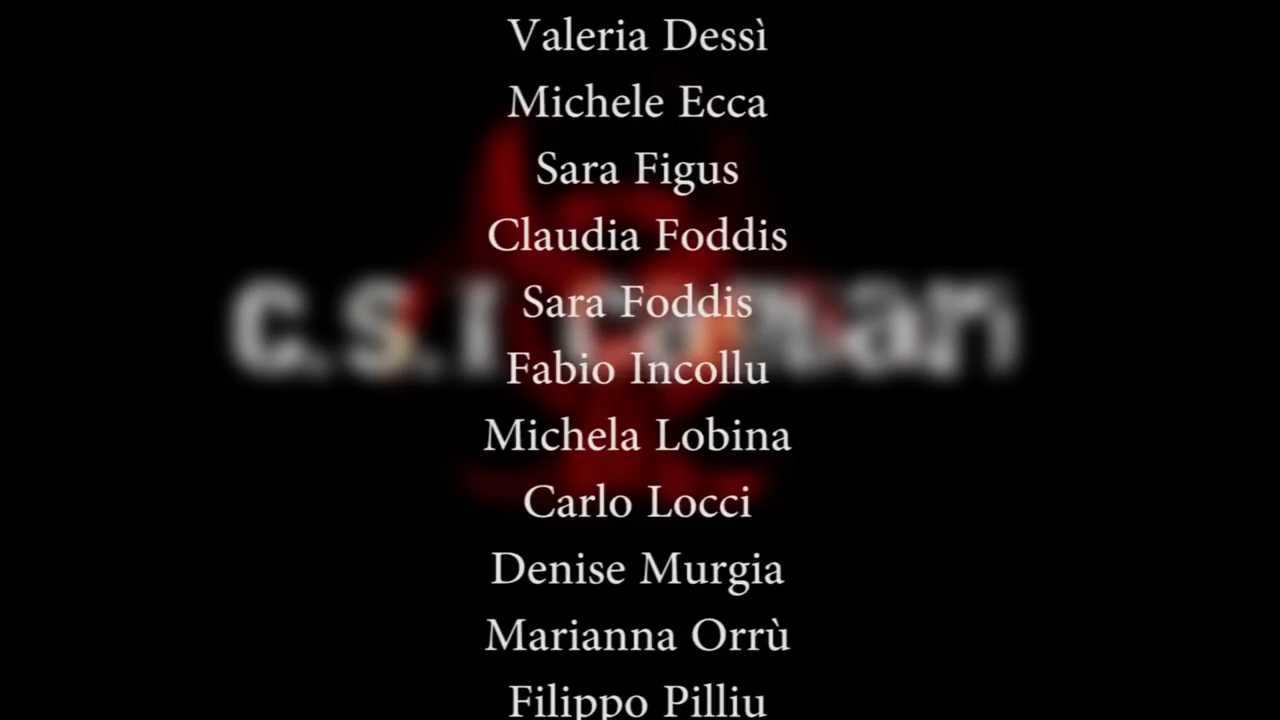 Valeria Dessì
Michele Ecca
Sara Figus
Claudia Foddis
Sara Foddis
Fabio Incollu
Michela Lobina
Carlo Locci
Denise Murgia
Marianna Orrù
Filippo Pilliu